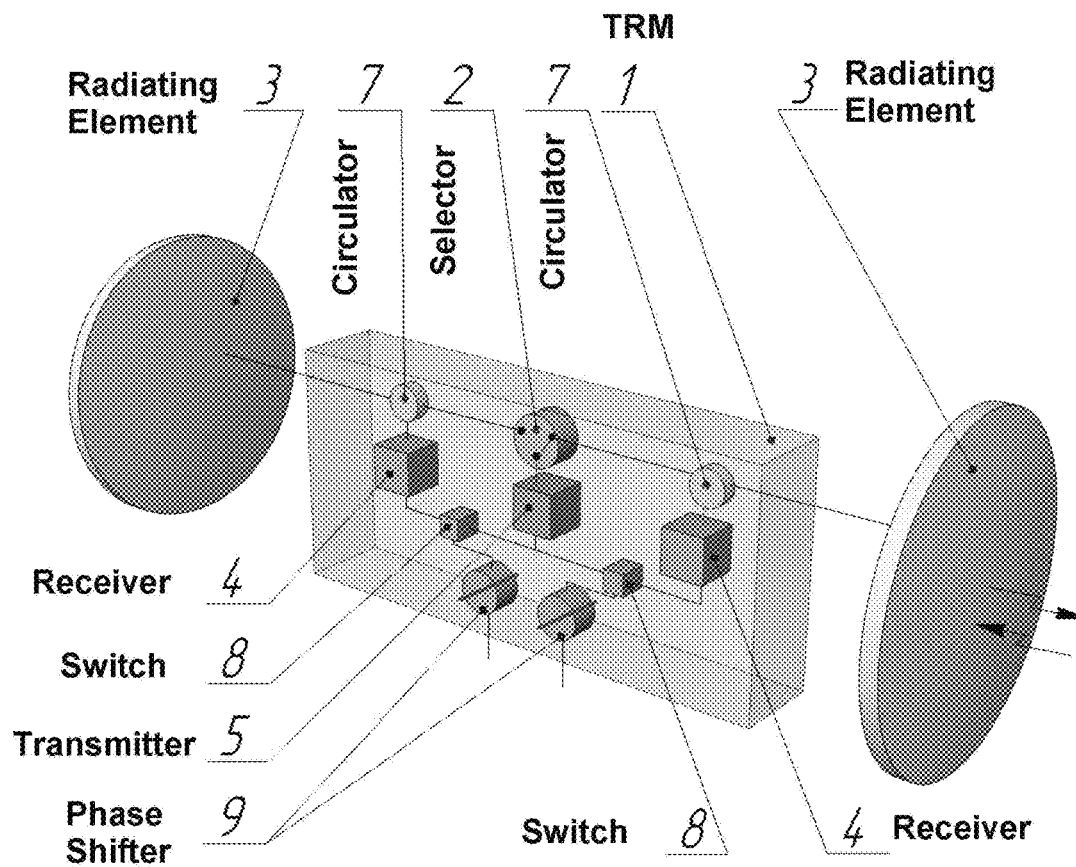 TRM
Radiating
Element
3
7
2
7
1
3
Radiating
Element
Circulator
Selector
Circulator
Receiver 4
Switch 8
Transmitter 5
Phase
Shifter
9
Switch 8
4 Receiver